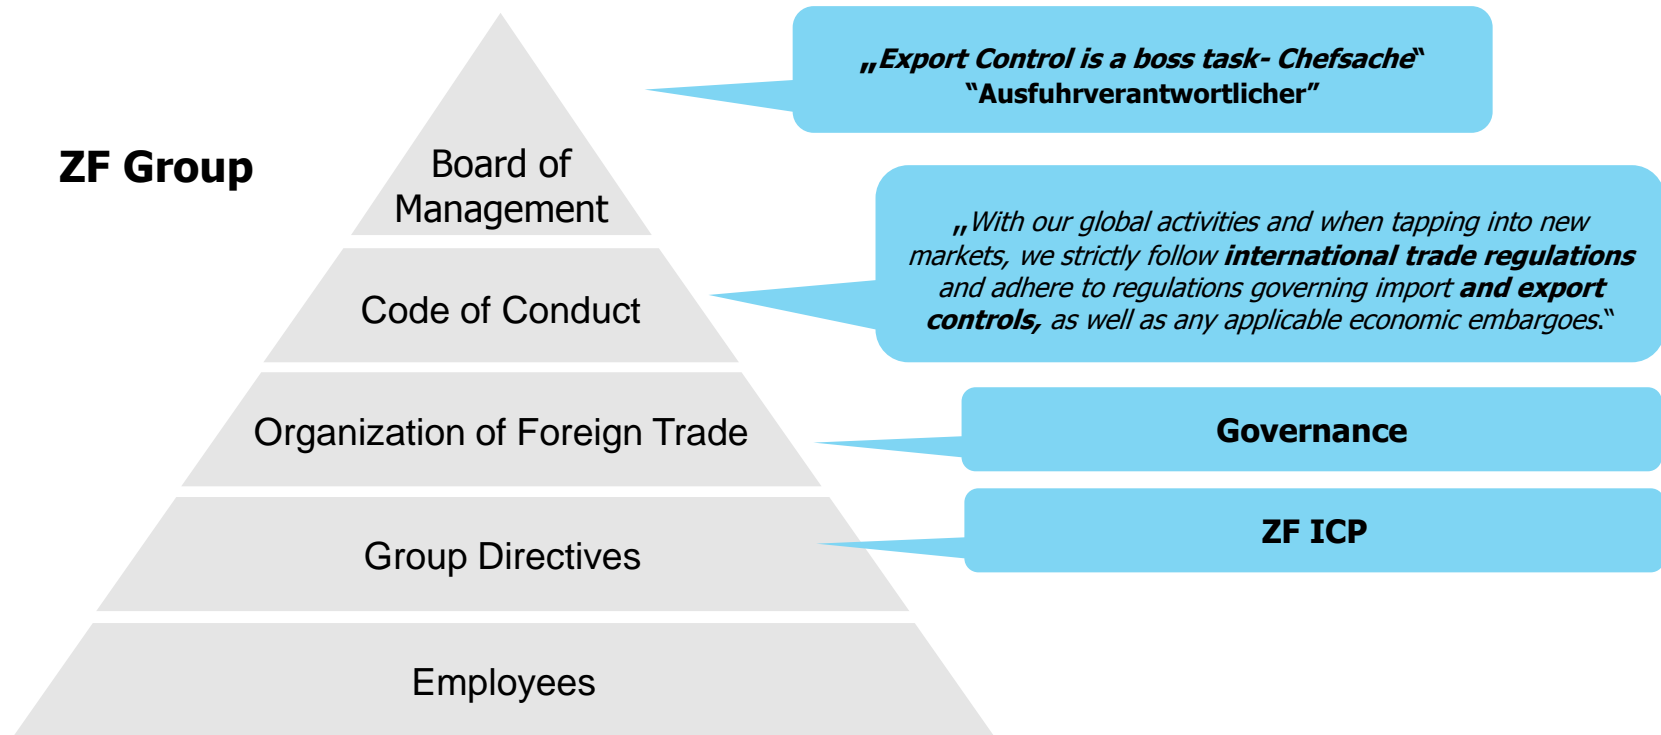 „Export Control is a boss task- Chefsache“
“Ausfuhrverantwortlicher”
ZF Group
Board of
Management
„With our global activities and when tapping into new
markets, we strictly follow international trade regulations
and adhere to regulations governing import and export
controls, as well as any applicable economic embargoes.“
Code of Conduct
Organization of Foreign Trade
Governance
Group Directives
ZF ICP
Employees